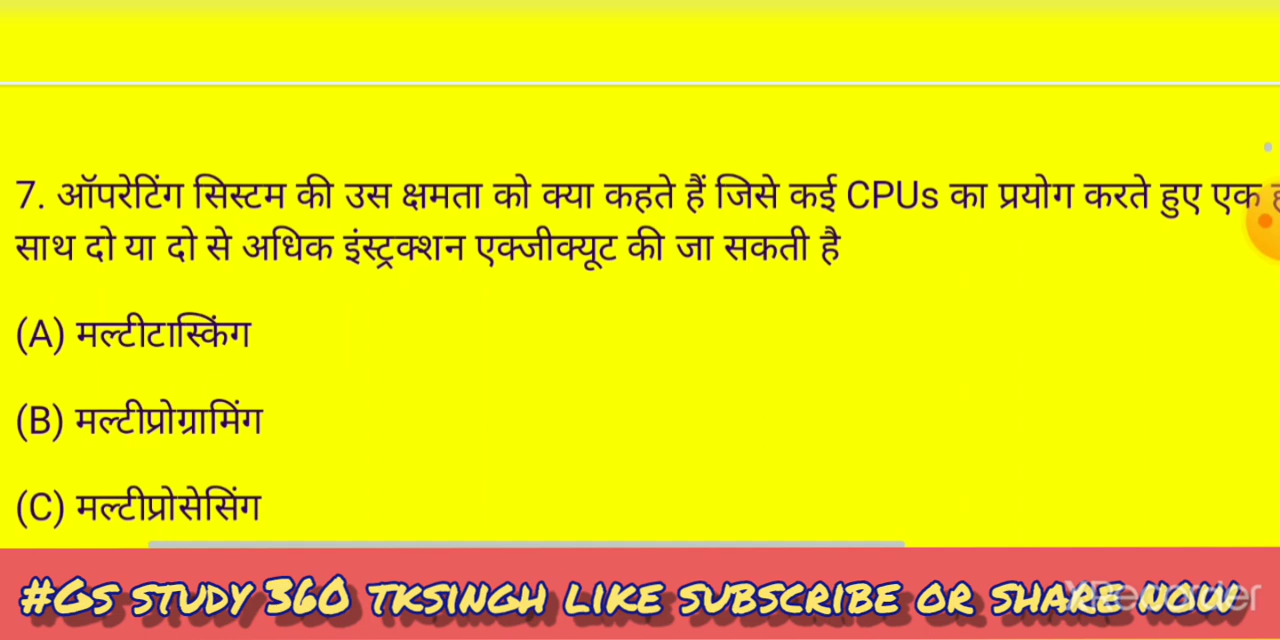 7. ऑपरेटिंग सिस्टम की उस क्षमता को क्या कहते हैं जिसे कई CPUs का प्रयोग करते हुए एक
साथ दो या दो से अधिक इंस्ट्रक्शन एक्जीक्यूट की जा सकती है
(A) मल्टीटास्किंग
(B) मल्टीप्रोग्रामिंग
(C) मल्टीप्रोसेसिंग
#GS STUDY 360 TKSINGH LIKE SUBSCRIBE OR SHARE NOW